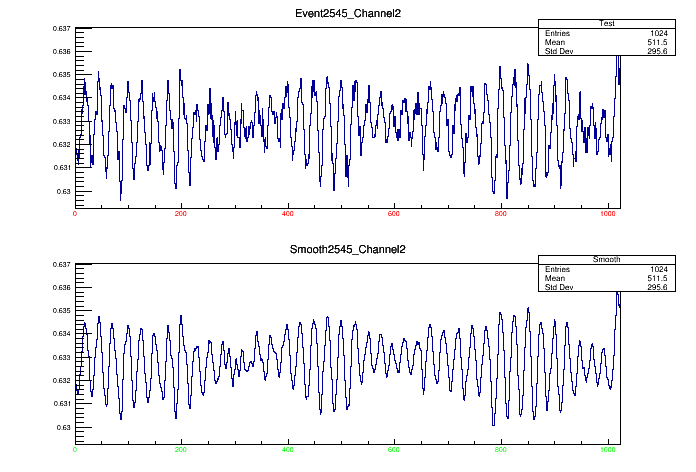 Event2545_Channel2
Test
Entries 1024
Mean 511.5
Std Dev 295.6
0.637
0.636
0.635
0.634
0.633
0.632
0.631
0.63
0 200 400 600 800 1000
Smooth2545_Channel2
Smooth
Entries 1024
Mean 511.5
Std Dev 295.6
0.637
0.636
0.635
0.634
0.633
0.632
0.631
0.63
0 200 400 600 800 1000